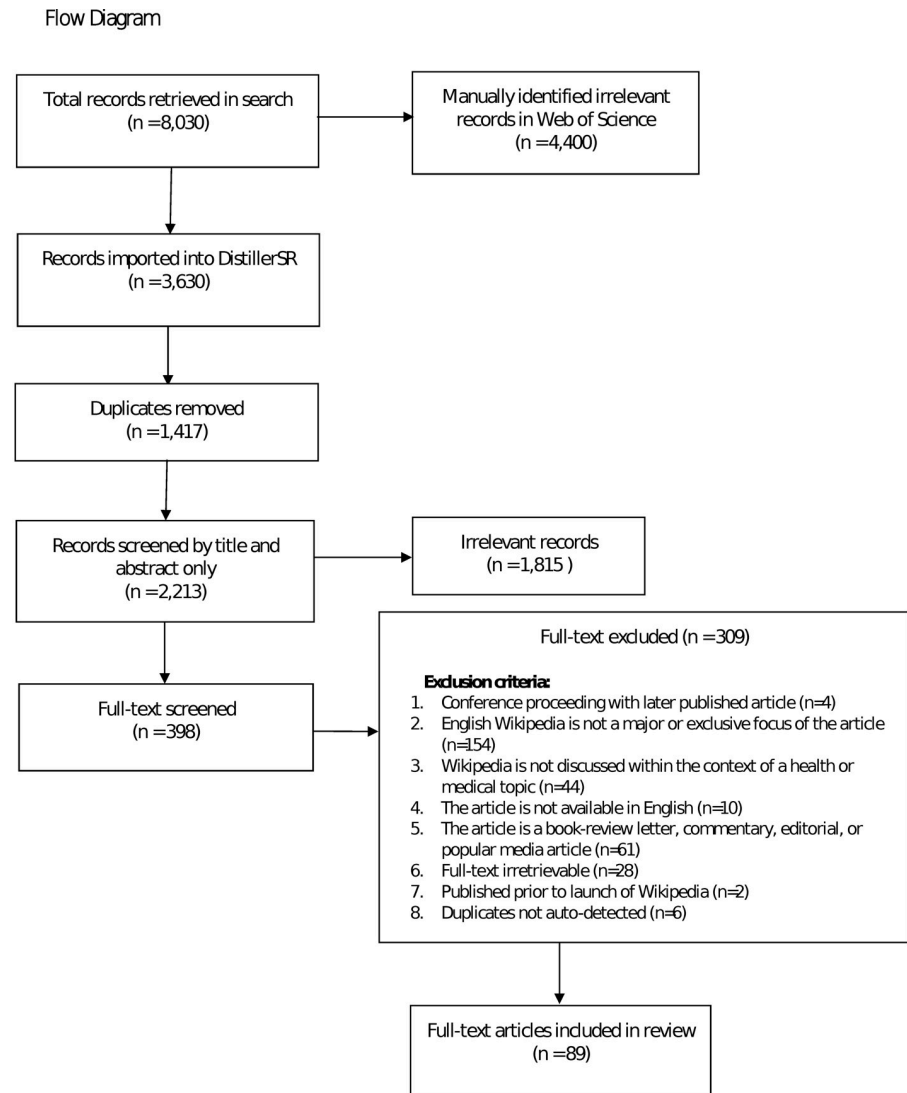 Flow Diagram
Total records retrieved in search
(n = 8,030)
Manually identified irrelevant
records in Web of Science
(n = 4,400)
Records imported into DistillerSR
(n = 3,630)
Duplicates removed
(n = 1,417)
Records screened by title and
abstract only
(n = 2,213)
Irrelevant records
(n = 1,815 )
Full-text screened
(n = 398)
Full-text excluded (n = 309)
Exclusion criteria:
1. Conference proceeding with later published article (n=4)
2. English Wikipedia is not a major or exclusive focus of the article
(n=154)
3. Wikipedia is not discussed within the context of a health or
medical topic (n=44)
4. The article is not available in English (n=10)
5. The article is a book-review letter, commentary, editorial, or
popular media article (n=61)
6. Full-text irretrievable (n=28)
7. Published prior to launch of Wikipedia (n=2)
8. Duplicates not auto-detected (n=6)
Full-text articles included in review
(n = 89)